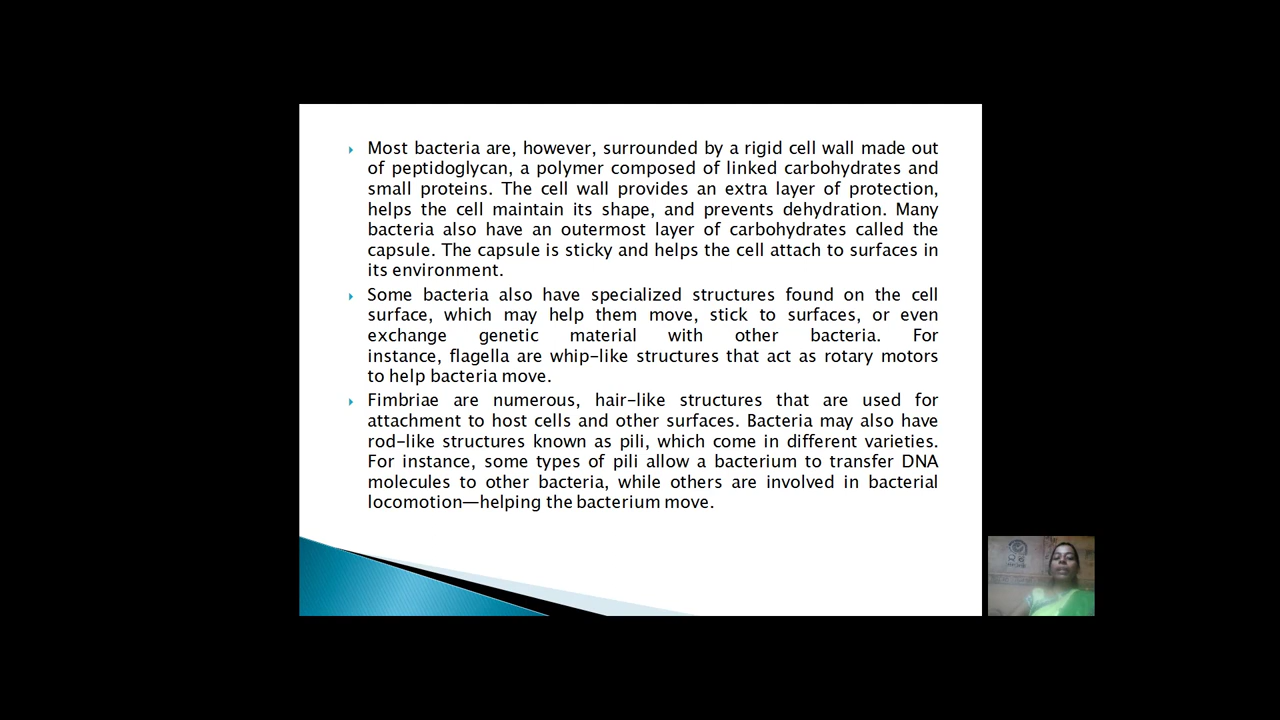 Most bacteria are, however, surrounded by a rigid cell wall made out
of peptidoglycan, a polymer composed of linked carbohydrates and
small proteins. The cell wall provides an extra layer of protection,
helps the cell maintain its shape, and prevents dehydration. Many
bacteria also have an outermost layer of carbohydrates called the
capsule. The capsule is sticky and helps the cell attach to surfaces in
its environment.
Some bacteria also have specialized structures found on the cell
surface, which may help them move, stick to surfaces, or even
exchange genetic material with other bacteria. For
instance, flagella are whip-like structures that act as rotary motors
to help bacteria move.
Fimbriae are numerous, hair-like structures that are used for
attachment to host cells and other surfaces. Bacteria may also have
rod-like structures known as pili, which come in different varieties.
For instance, some types of pili allow a bacterium to transfer DNA
molecules to other bacteria, while others are involved in bacterial
locomotion—helping the bacterium move.